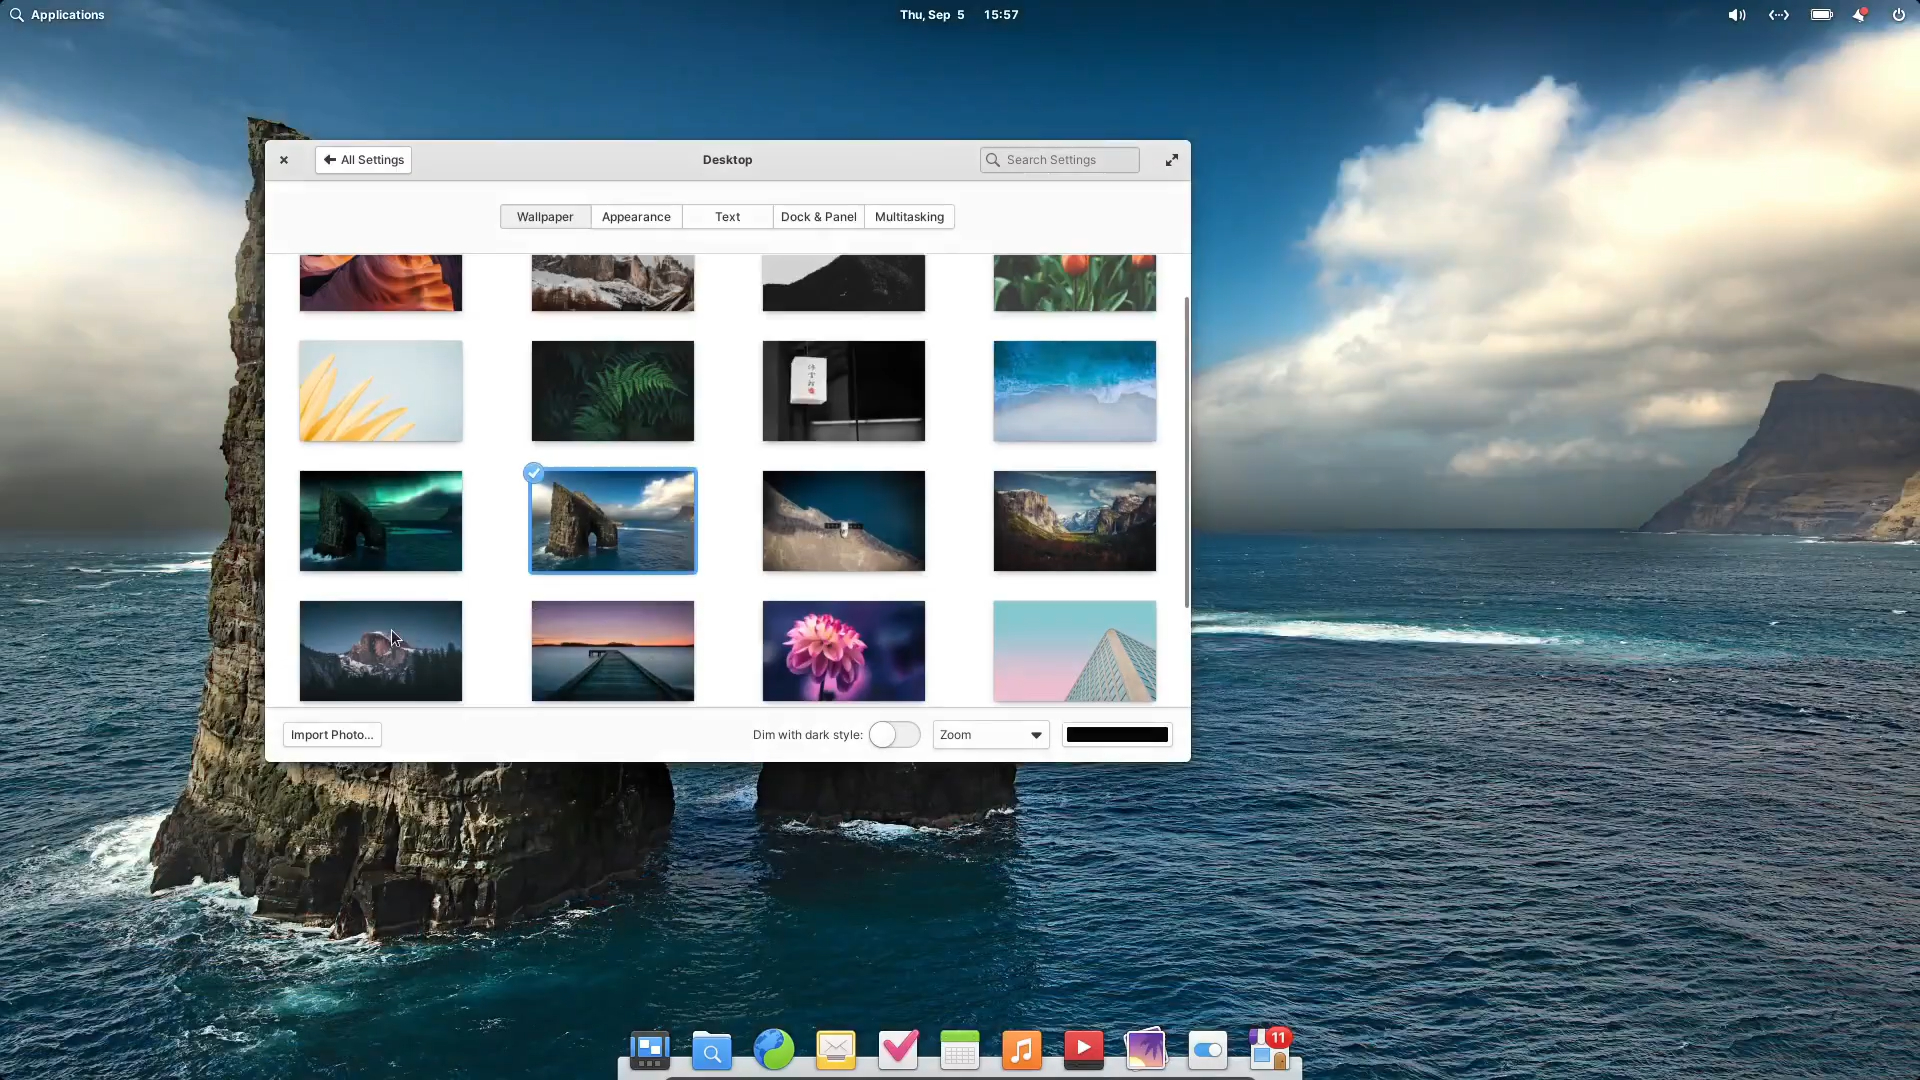 Applications
Thu, Sep 5 15:57
All Settings
Desktop
Search Settings
Wallpaper
Appearance
Text
Dock & Panel
Multitasking
Import Photo...
Dim with dark style:
Zoom
11